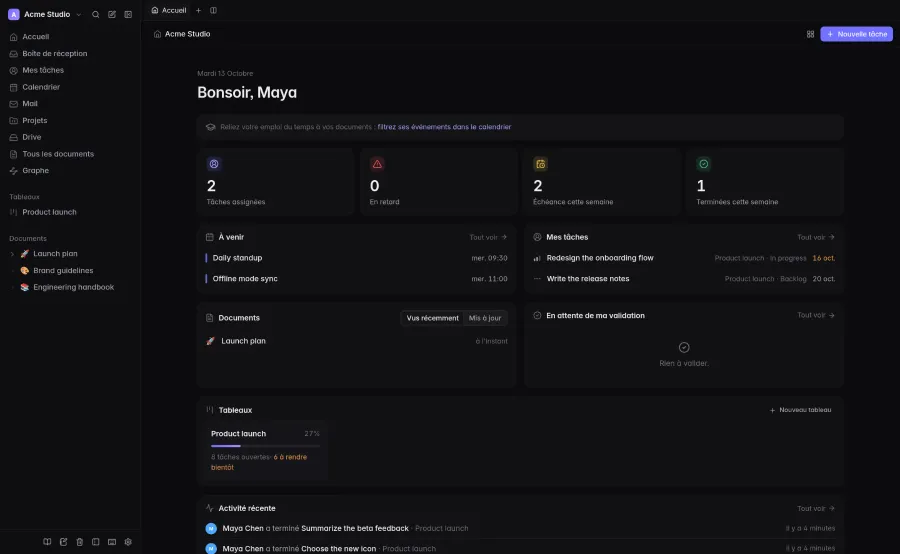 Acme Studio
Accueil
Boîte de réception
Mes tâches
Calendrier
Mail
Projets
Drive
Tous les documents
Graphe
Tableaux
Product launch
Documents
Launch plan
Brand guidelines
Engineering handbook
Accueil
Acme Studio
Nouvelle tâche
Mardi 13 Octobre
Bonsoir, Maya
Reliez votre emploi du temps à vos documents : filtrez ses événements dans le calendrier
2
Tâches assignées
0
En retard
2
Échéance cette semaine
1
Terminées cette semaine
À venir
Tout voir →
Daily standup
mer. 09:30
Offline mode sync
mer. 11:00
Mes tâches
Tout voir →
Redesign the onboarding flow
Product launch · In progress 16 oct.
Write the release notes
Product launch · Backlog 20 oct.
Documents
Vus récemment Mis à jour
Launch plan
à l'instant
En attente de ma validation
Tout voir →
Rien à valider.
Tableaux
+ Nouveau tableau
Product launch 27%
8 tâches ouvertes· 6 à rendre
bientôt
Activité récente
Tout voir →
M Maya Chen a terminé Summarize the beta feedback · Product launch
il y a 4 minutes
M Maya Chen a terminé Choose the new icon · Product launch
il y a 4 minutes